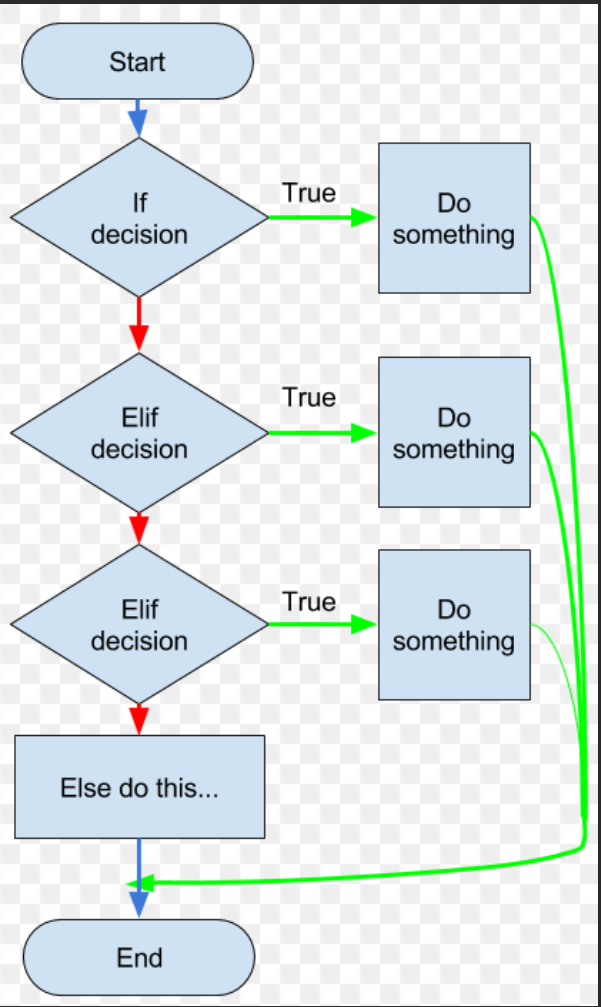 Start
If
decision
True
Do
something
Elif
decision
True
Do
something
Elif
decision
True
Do
something
Else do this...
End